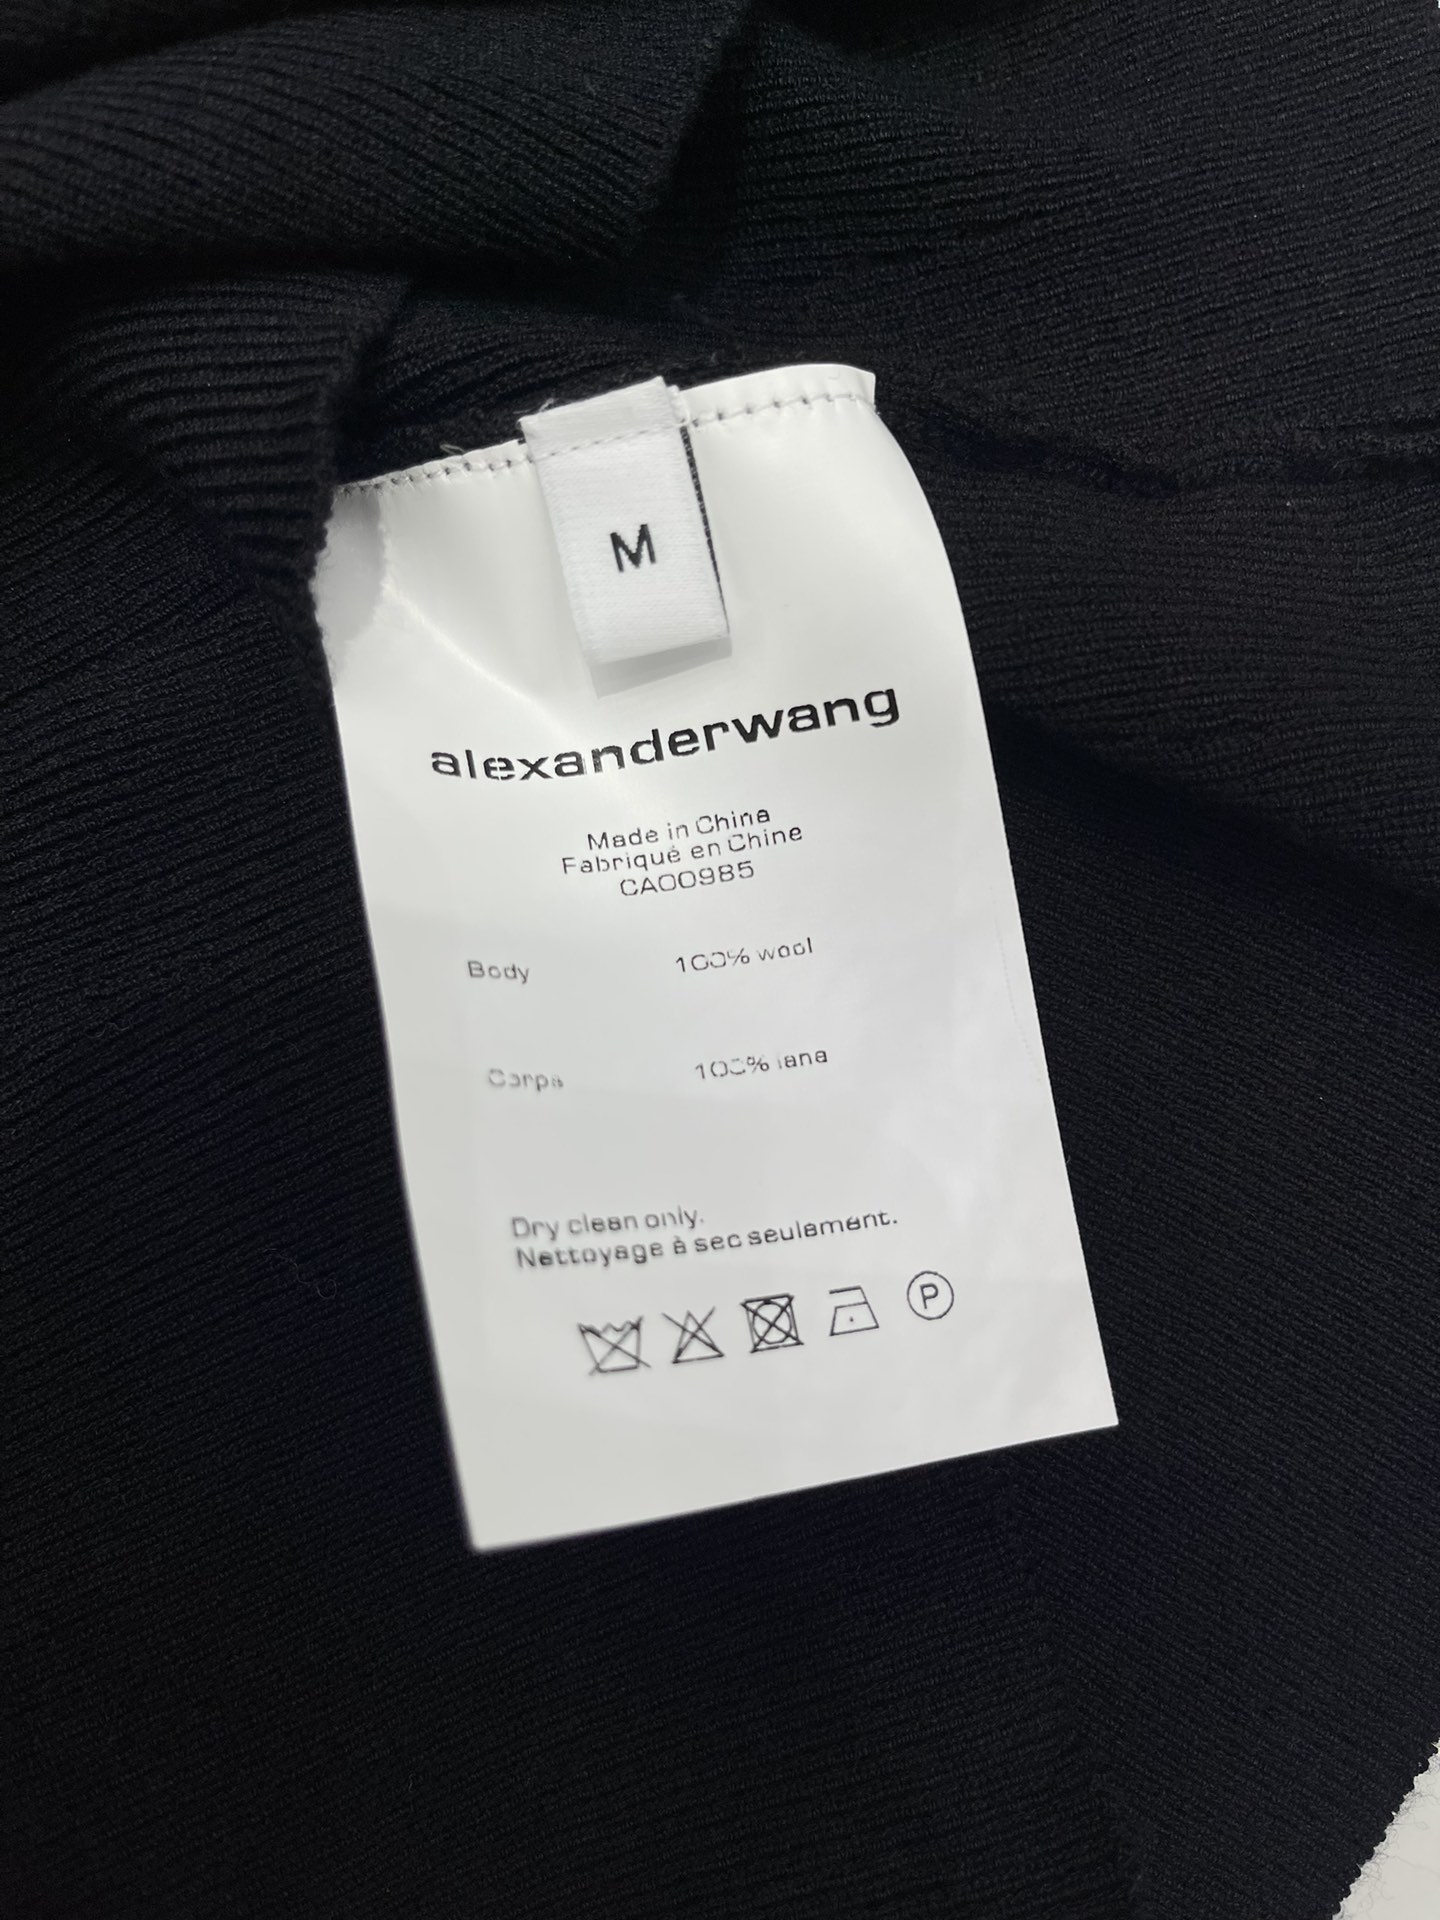 M
alexanderwang
Made in China
Fabriqué en Chine
CA00985
Body 100% wool
100% lana
Dry clean only.
Nettoyage à sec seulement.
P